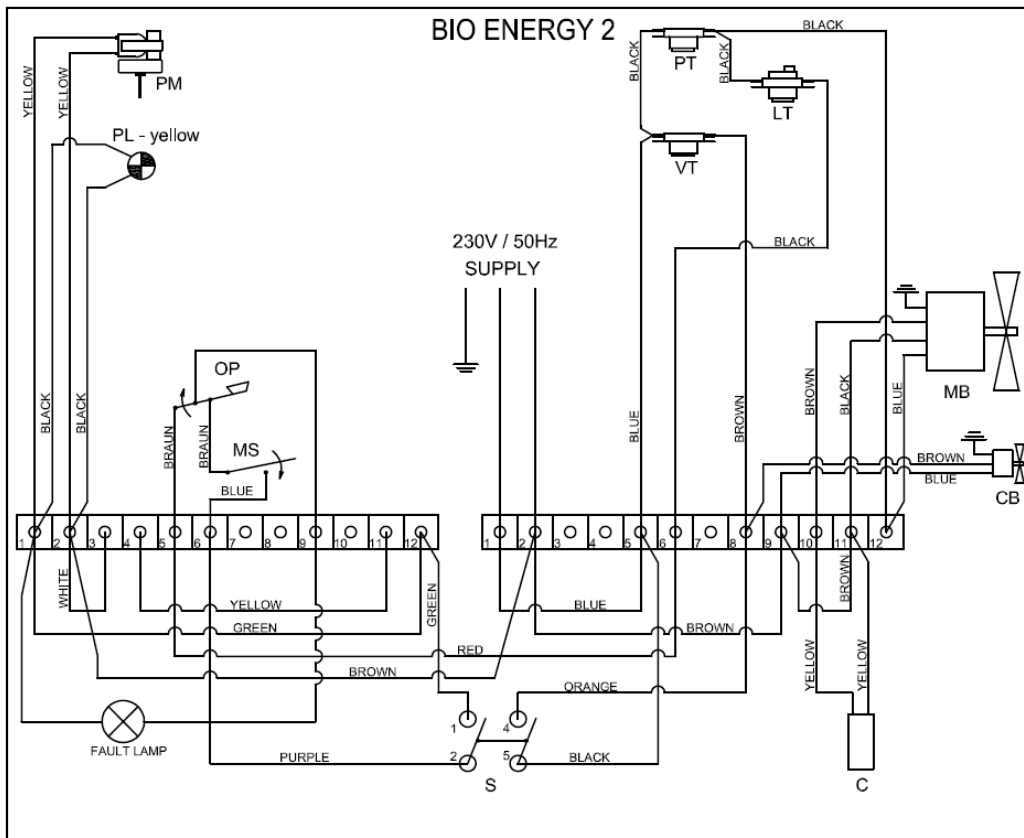 BIO ENERGY 2
BLACK
PM
YELLOW
YELLOW
PT
BLACK
BLACK
LT
PL - yellow
VT
230V / 50Hz
SUPPLY
BLACK
OP
MB
BLACK
BLACK
BRAUN
BRAUN
MS
BLUE
BLUE
BROWN
BROWN
BLACK
BLUE
BROWN
BLUE
CB
1 2 3 4 5 6 7 8 9 10 11 12
1 2 3 4 5 6 7 8 9 10 11 12
WHITE
YELLOW
GREEN
GREEN
BLUE
BROWN
BROWN
RED
BROWN
YELLOW
YELLOW
ORANGE
1
4
FAULT LAMP
PURPLE
2
5
BLACK
S
C